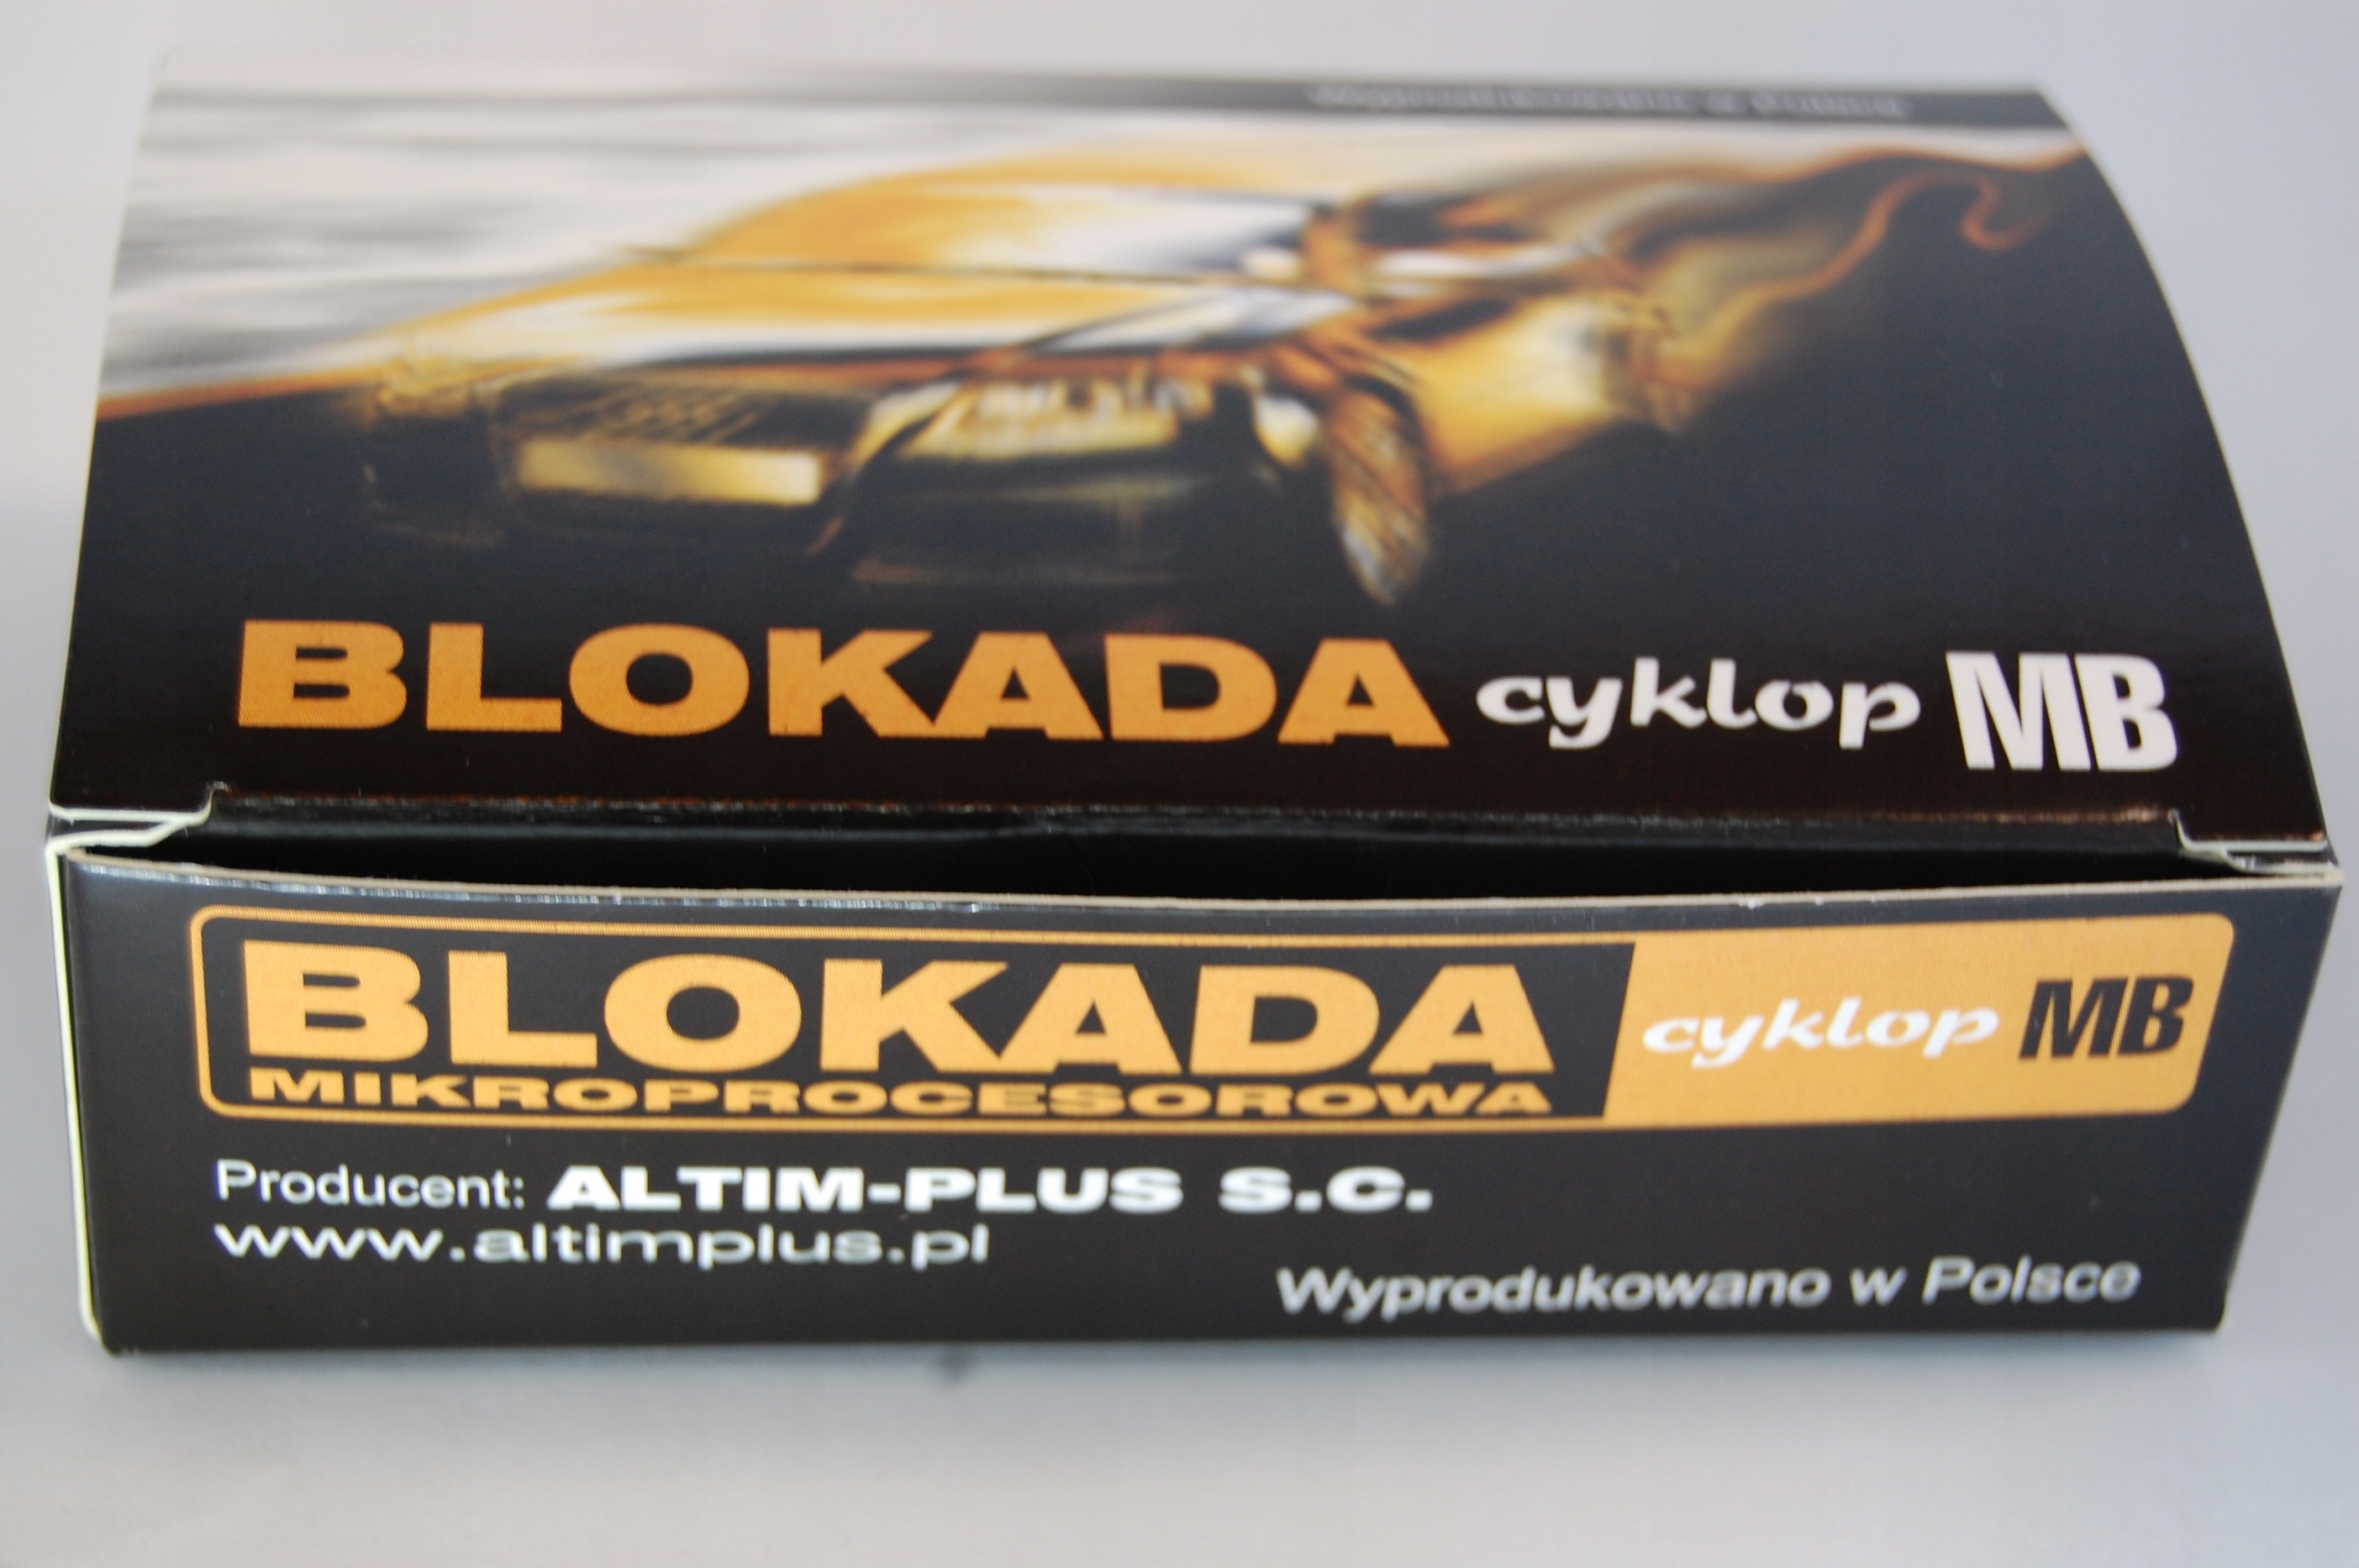 BLOKADA cyklop MB
BLOKADA cyklop MB
MIKROPROCESOROWA
Producent: ALTIM-PLUS S.C.
www.altimplus.pl
Wyprodukowano w Polsce